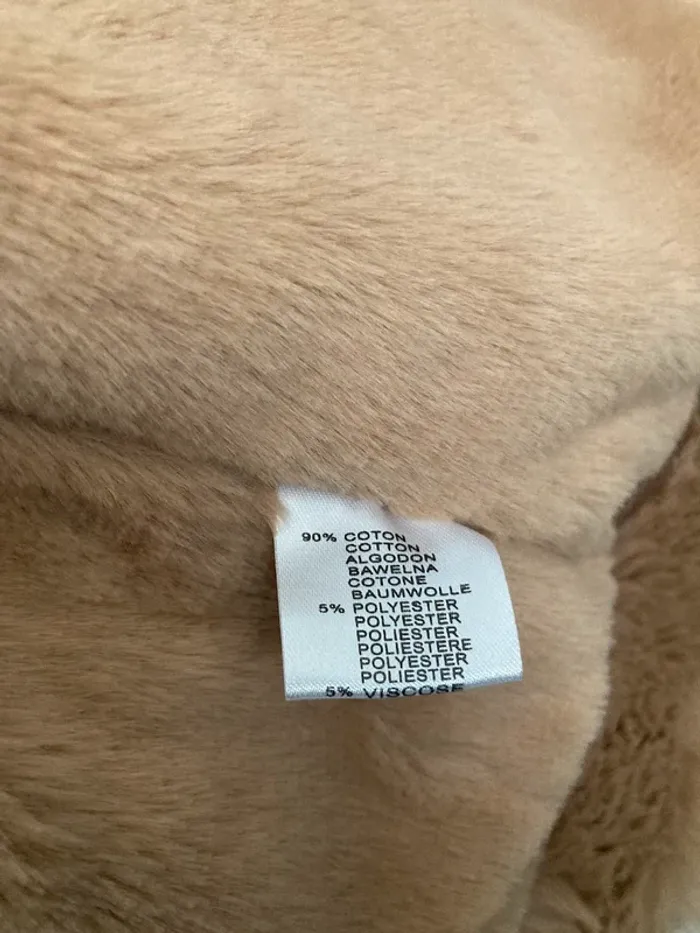 90% COTON
COTTON
ALGODON
BAWELNA
COTONE
BAUMWOLLE
5% POLYESTER
POLYESTER
POLIESTER
POLIESTERE
POLYESTER
POLIESTER
5% VISCOSE